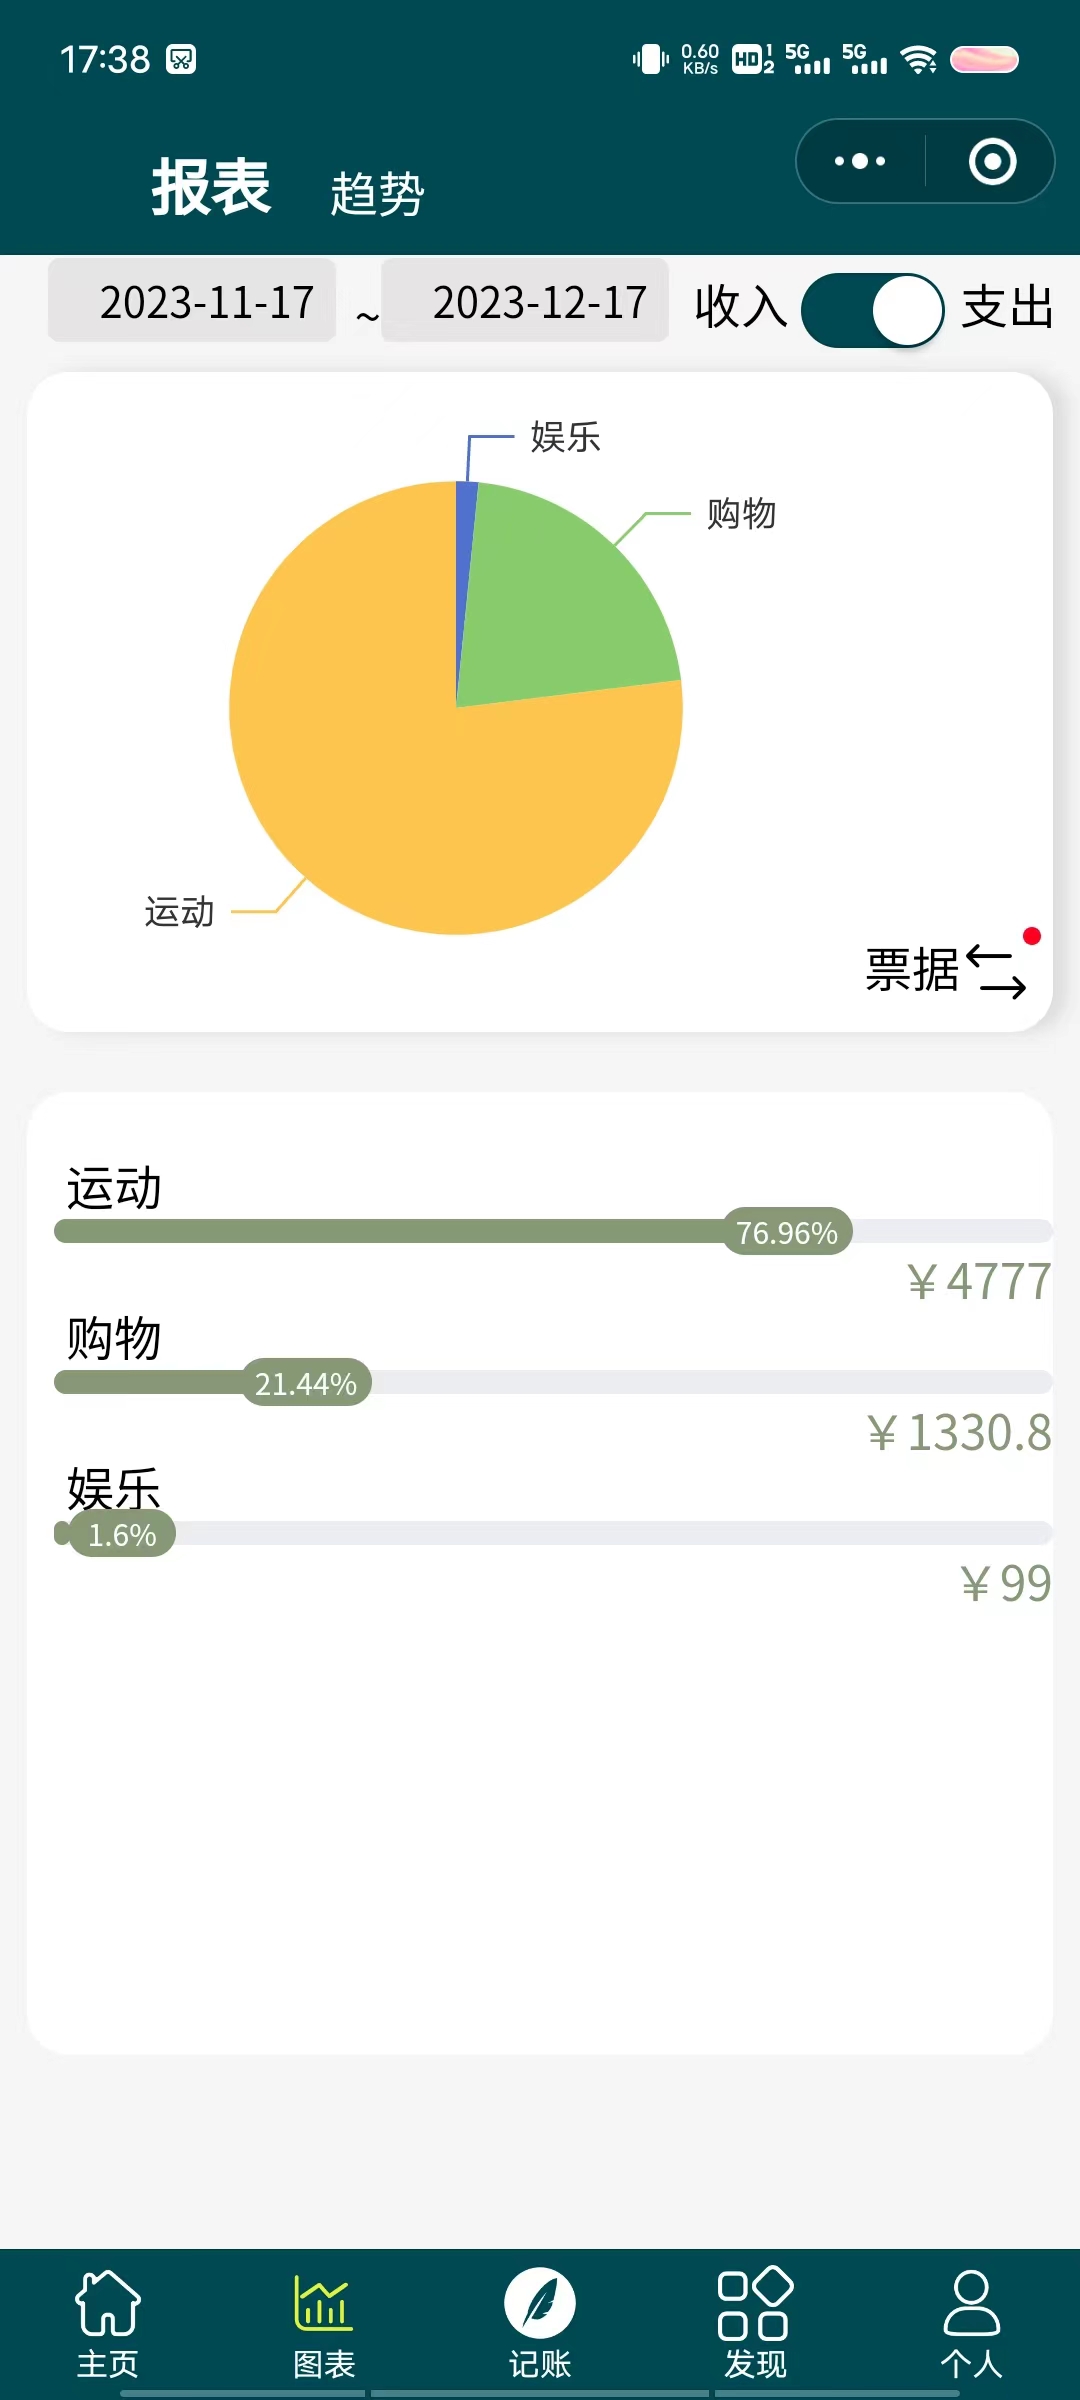 17:38 0.60 KB/s HD 1 2 5G 5G
报表 趋势
2023-11-17 ~ 2023-12-17 收入 支出
娱乐
购物
运动
票据
运动
76.96%
￥4777
购物
21.44%
￥1330.8
娱乐
1.6%
￥99
主页 图表 记账 发现 个人